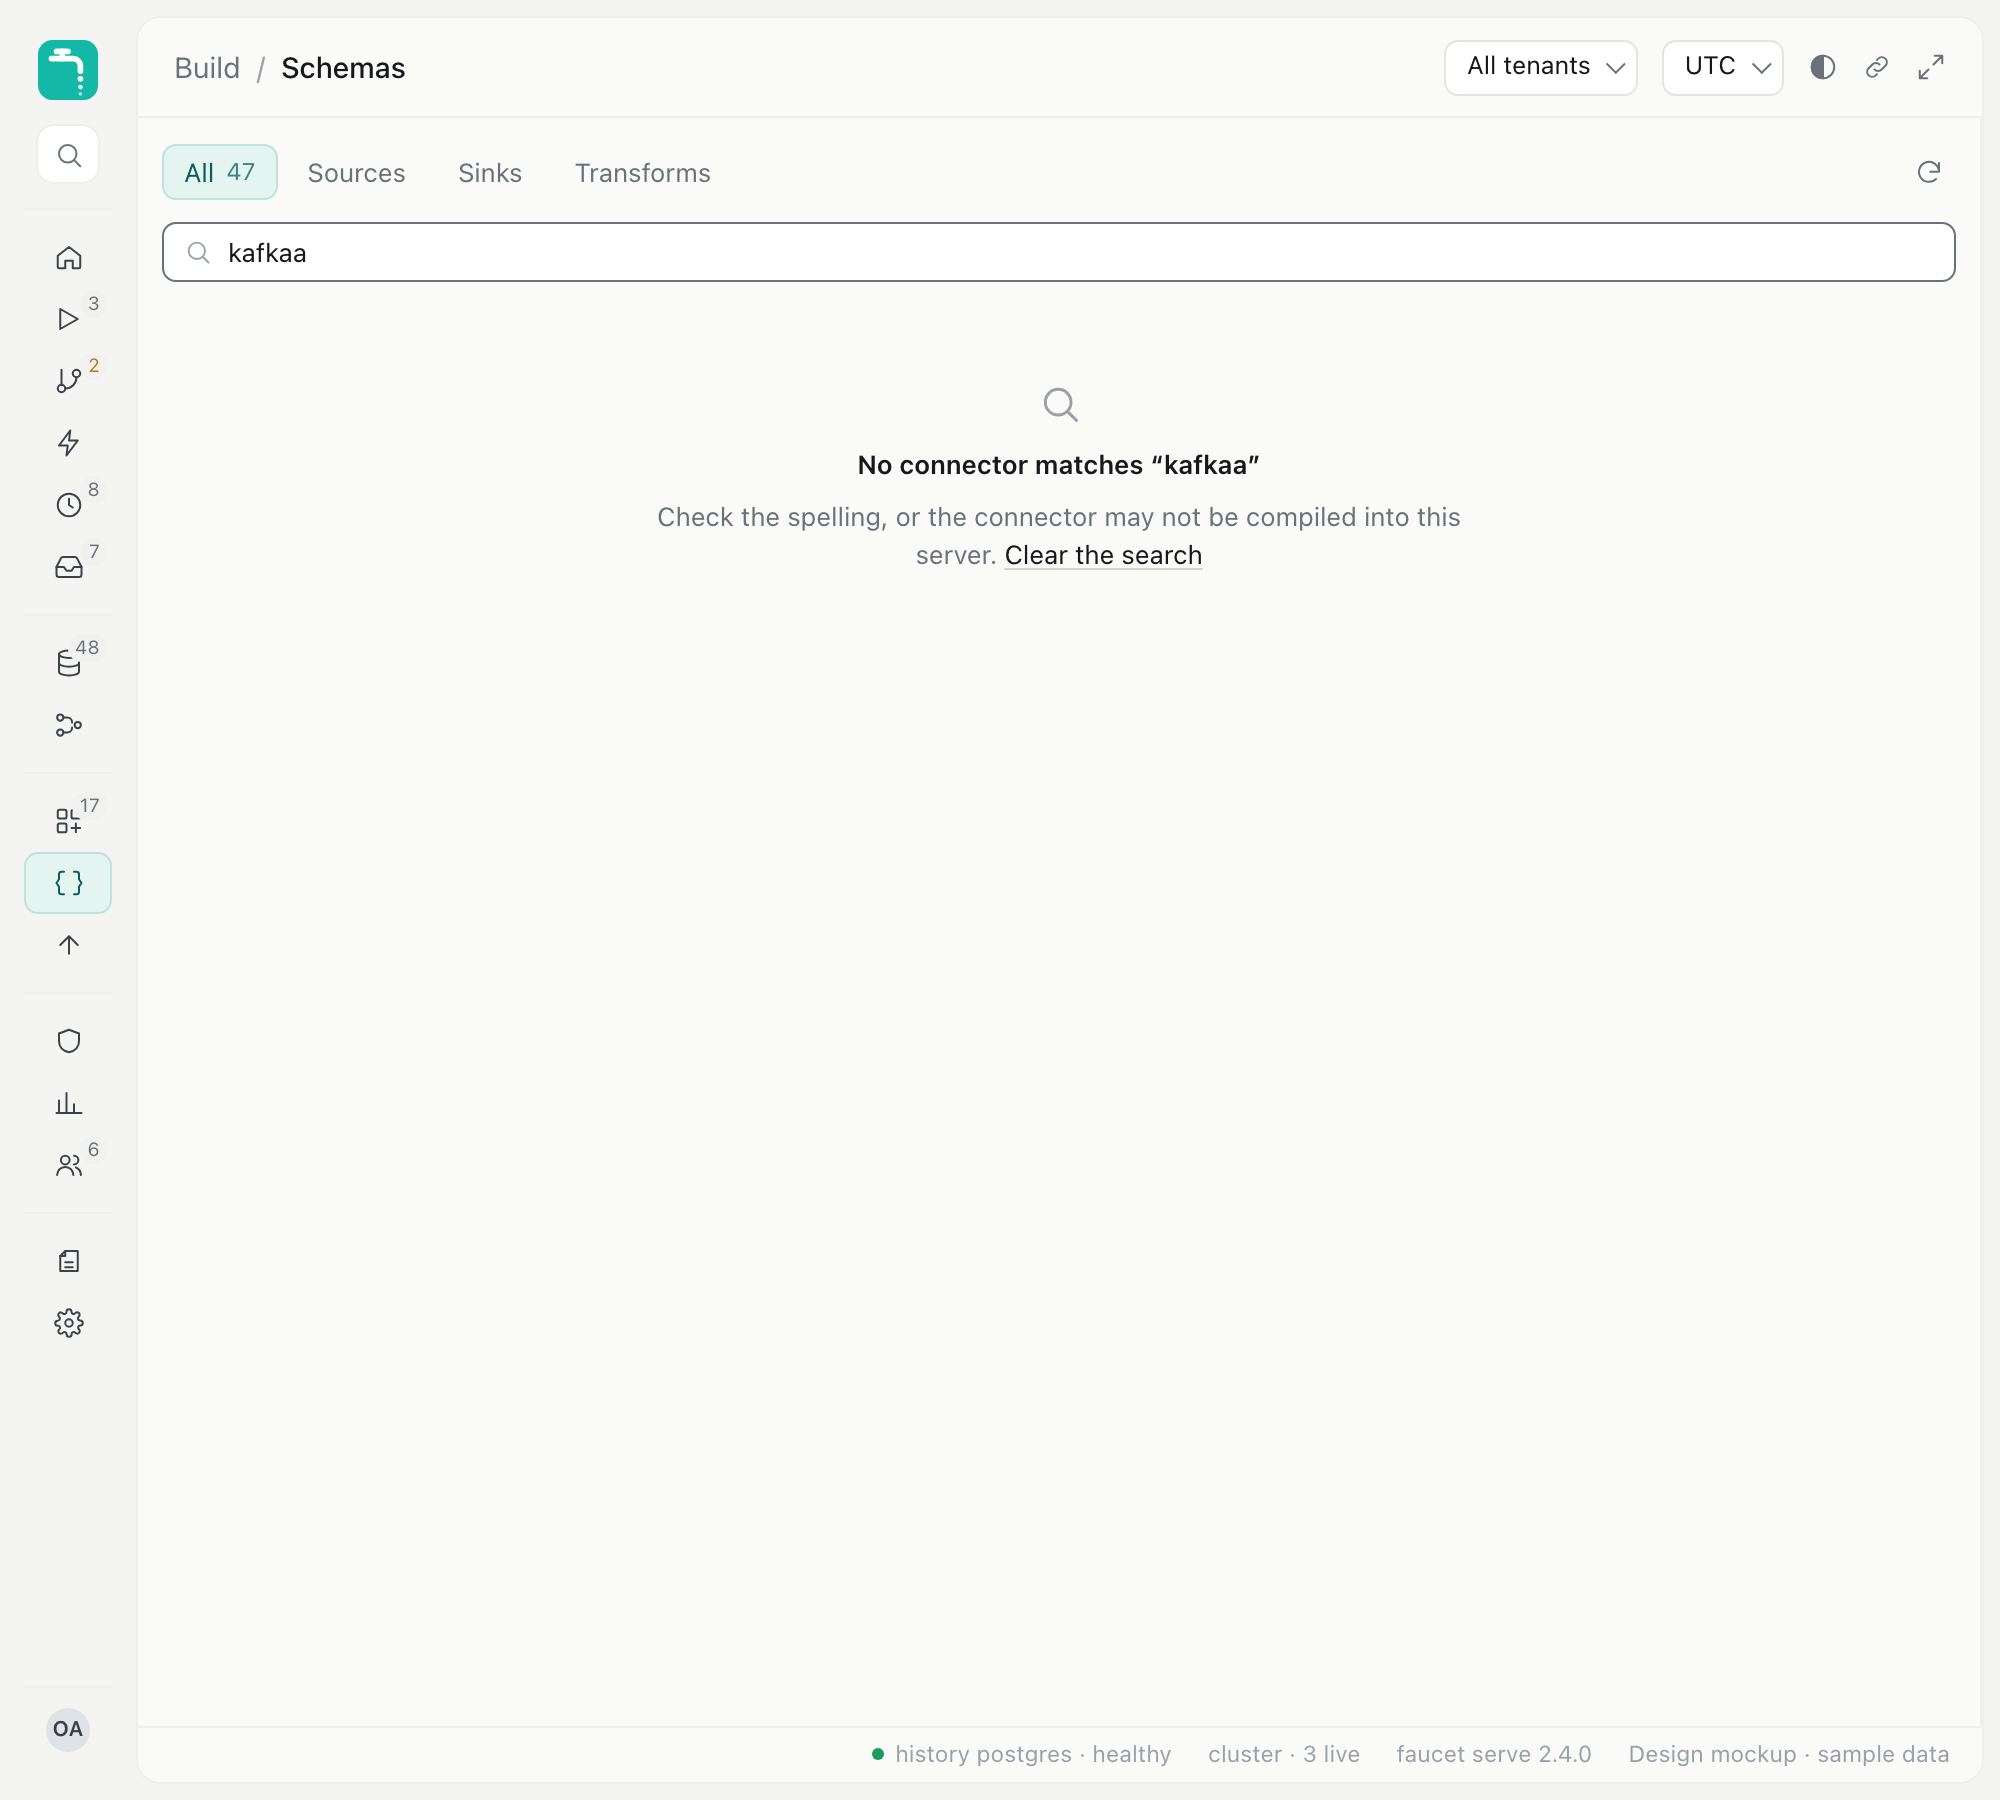 Build / Schemas
All tenants
UTC
All 47
Sources
Sinks
Transforms
kafkaa
3
2
8
7
48
17
6
No connector matches “kafkaa”
Check the spelling, or the connector may not be compiled into this
server. Clear the search
OA
history postgres · healthy
cluster · 3 live
faucet serve 2.4.0
Design mockup · sample data